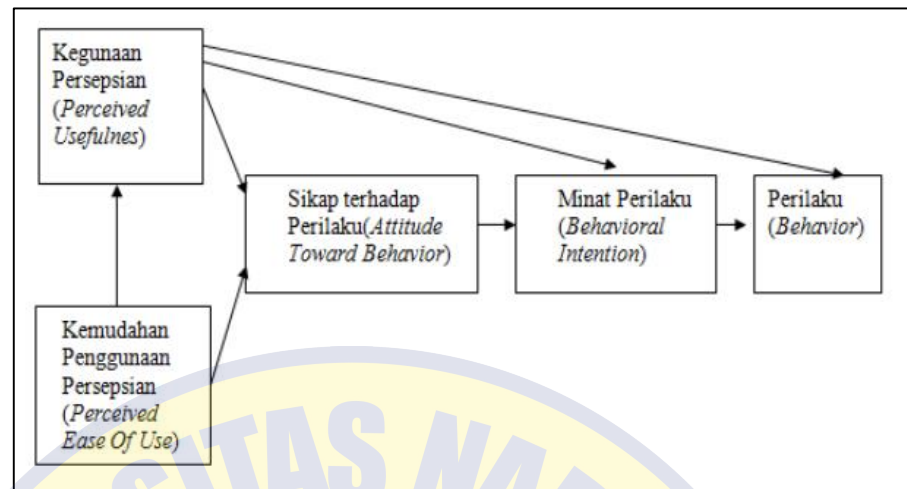 Kegunaan
Persepsian
(Perceived
Usefulnes)
Sikap terhadap
Perilaku(Attitude
Toward Behavior)
Minat Perilaku
(Behavioral
Intention)
Perilaku
(Behavior)
Kemudahan
Penggunaan
Persepsian
(Perceived
Ease Of Use)